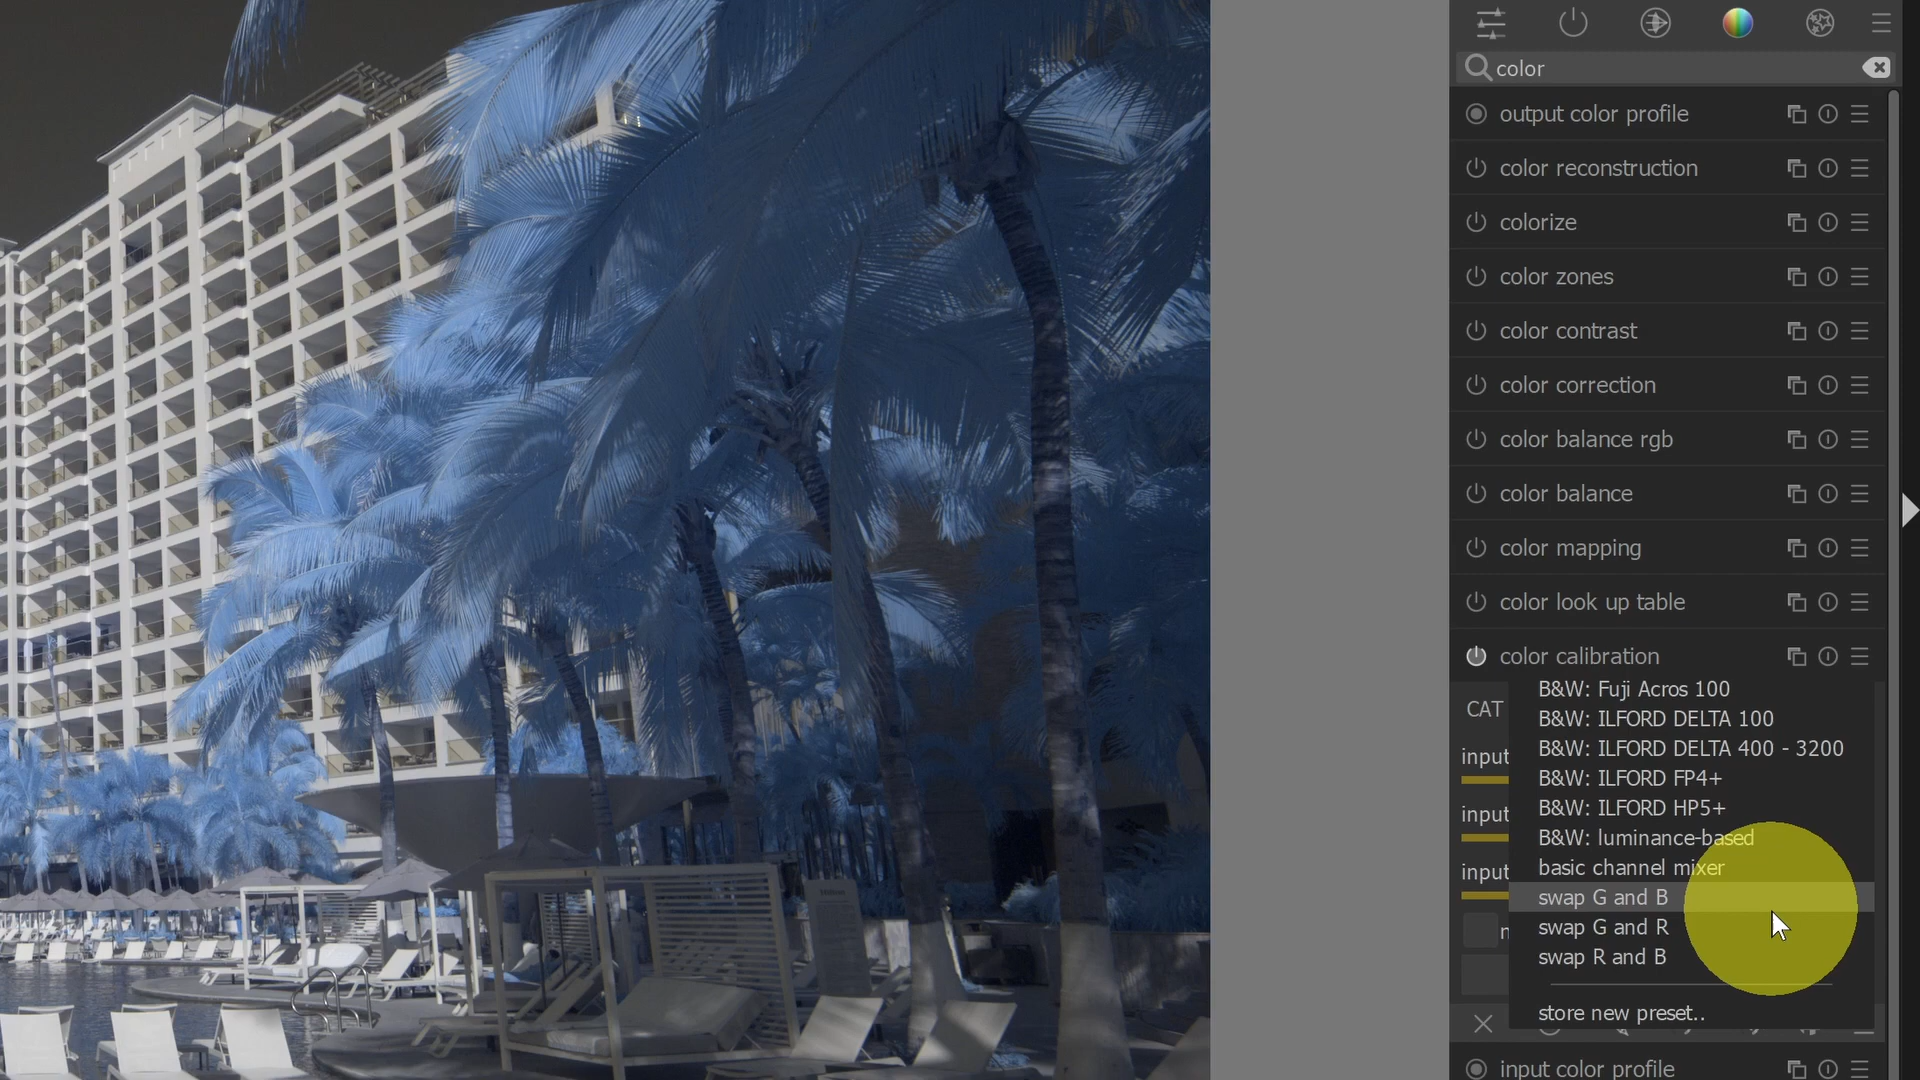 color
output color profile
color reconstruction
colorize
color zones
color contrast
color correction
color balance rgb
color balance
color mapping
color look up table
color calibration
B&W: Fuji Acros 100
CAT
B&W: ILFORD DELTA 100
B&W: ILFORD DELTA 400 - 3200
input
B&W: ILFORD FP4+
B&W: ILFORD HP5+
input
B&W: luminance-based
basic channel mixer
input
swap G and B
swap G and R
swap R and B
store new preset..
input color profile